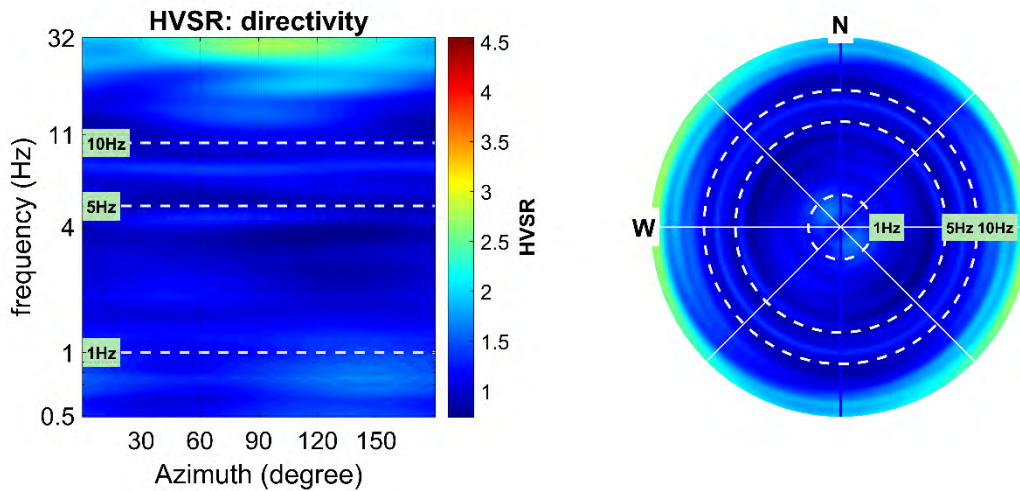 HVSR: directivity
32
11
4
1
0.5
frequency (Hz)
10Hz
5Hz
1Hz
30 60 90 120 150
Azimuth (degree)
4.5
4
3.5
3
2.5
2
1.5
1
HVSR
N
W
1Hz
5Hz 10Hz